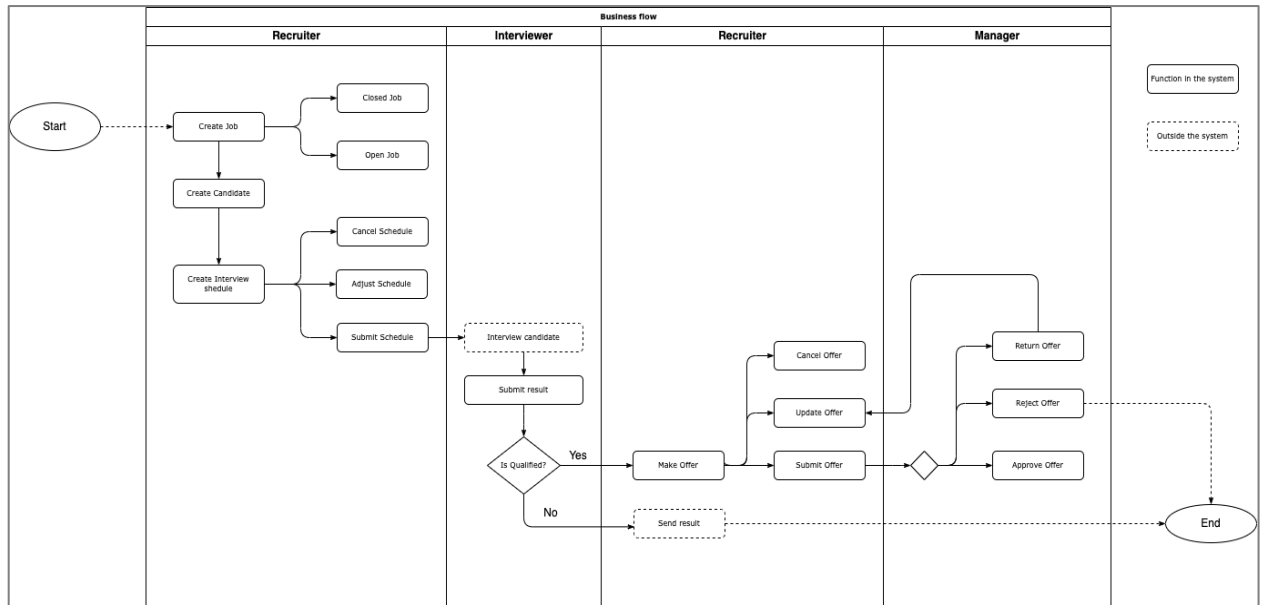 Business flow
Recruiter
Interviewer
Recruiter
Manager
Start
Create Job
Closed Job
Open Job
Create Candidate
Create Interview
shedule
Cancel Schedule
Adjust Schedule
Submit Schedule
Interview candidate
Submit result
Is Qualified?
Yes
No
Make Offer
Cancel Offer
Update Offer
Submit Offer
Send result
Return Offer
Reject Offer
Approve Offer
Function in the system
Outside the system
End